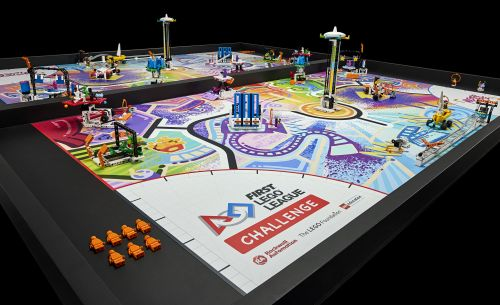 FIRST
LEGO
LEAGUE
CHALLENGE
Rockwell
Automation
The LEGO Foundation